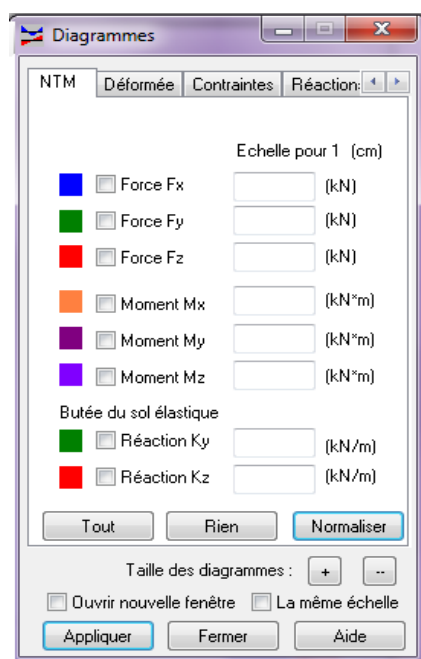 Diagrammes
NTM Déformée Contraintes Réaction
Echelle pour 1 (cm)
Force Fx (kN)
Force Fy (kN)
Force Fz (kN)
Moment Mx (kN*m)
Moment My (kN*m)
Moment Mz (kN*m)
Butée du sol élastique
Réaction Ky (kN/m)
Réaction Kz (kN/m)
Tout Rien Normaliser
Taille des diagrammes : + --
Ouvrir nouvelle fenêtre La même échelle
Appliquer Fermer Aide